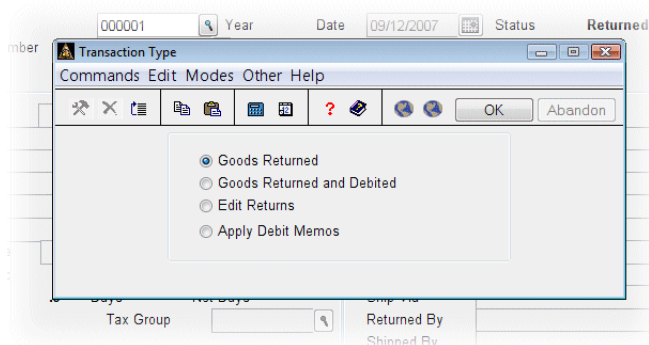 000001 Year Date 09/12/2007 Status Returned
mber
Transaction Type
Commands Edit Modes Other Help
OK Abandon
Goods Returned
Goods Returned and Debited
Edit Returns
Apply Debit Memos
Days Net Days Ship Via
Tax Group Returned By
Shipped By